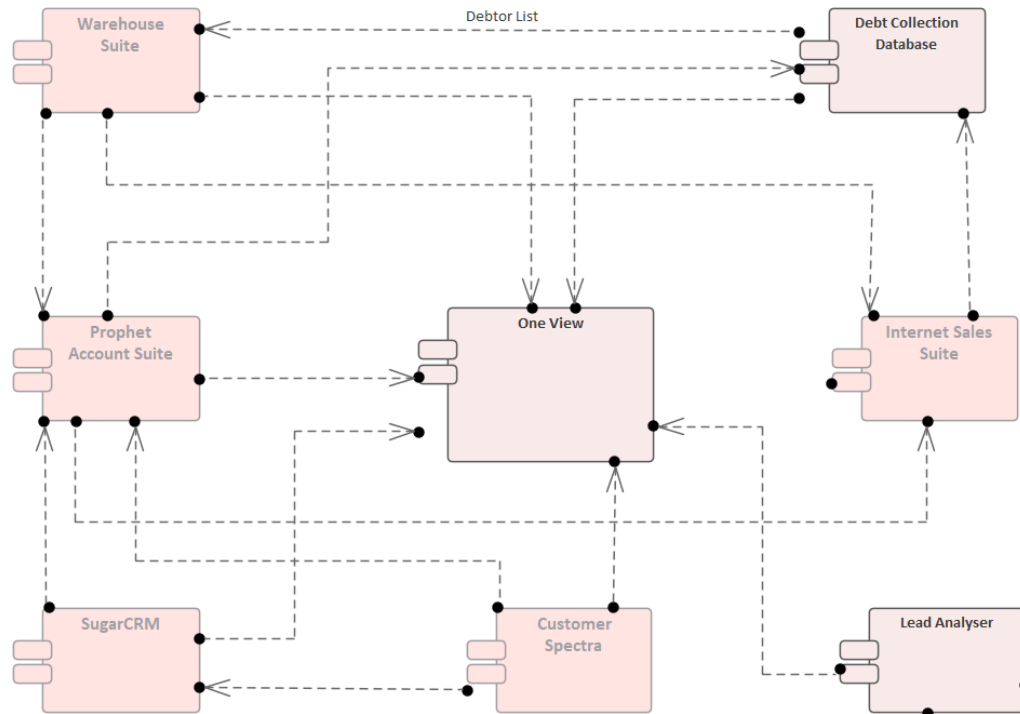 Debtor List
Warehouse
Suite
Debt Collection
Database
Prophet
Account Suite
One View
Internet Sales
Suite
SugarCRM
Customer
Spectra
Lead Analyser